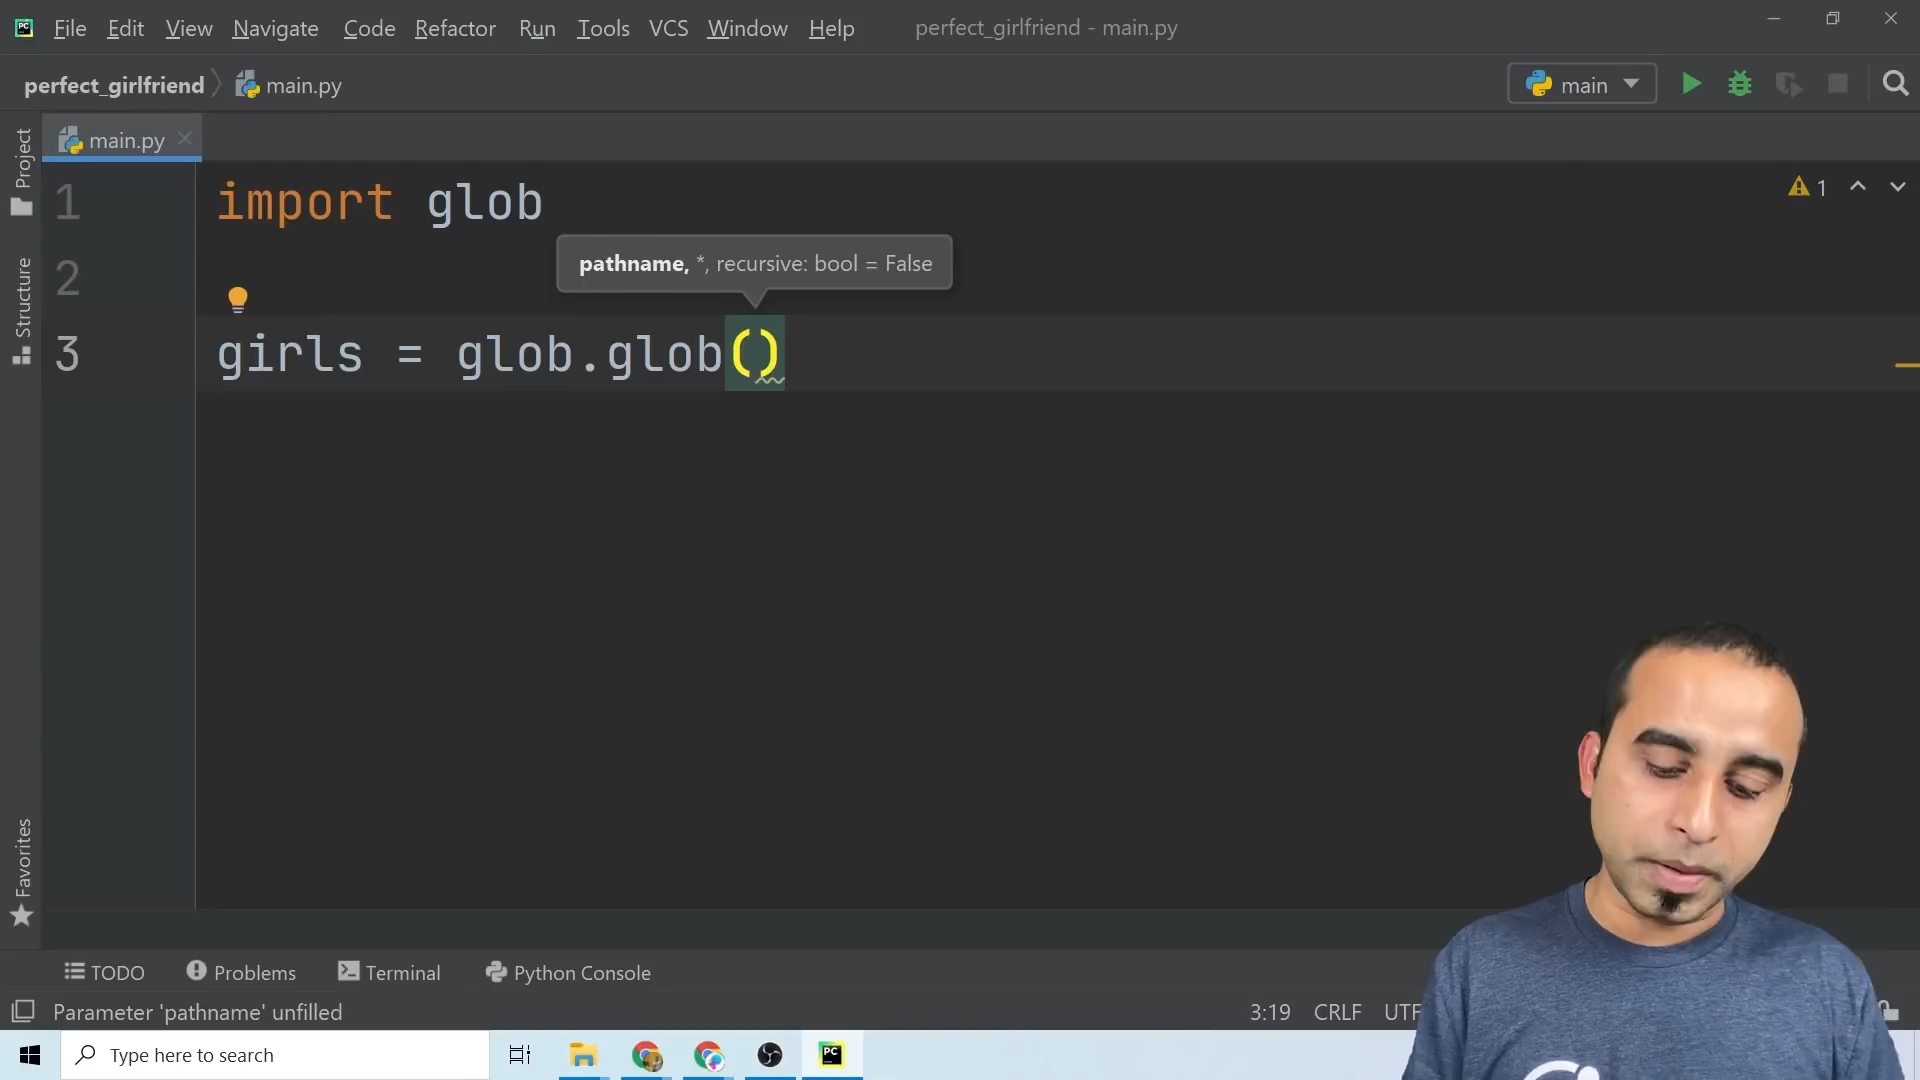 File Edit View Navigate Code Refactor Run Tools VCS Window Help perfect_girlfriend - main.py
perfect_girlfriend main.py main
main.py
Project
Structure
Favorites
1 import glob
2
pathname, *, recursive: bool = False
3 girls = glob.glob()
1
TODO Problems Terminal Python Console
Parameter 'pathname' unfilled 3:19 CRLF UTF
Type here to search
PC